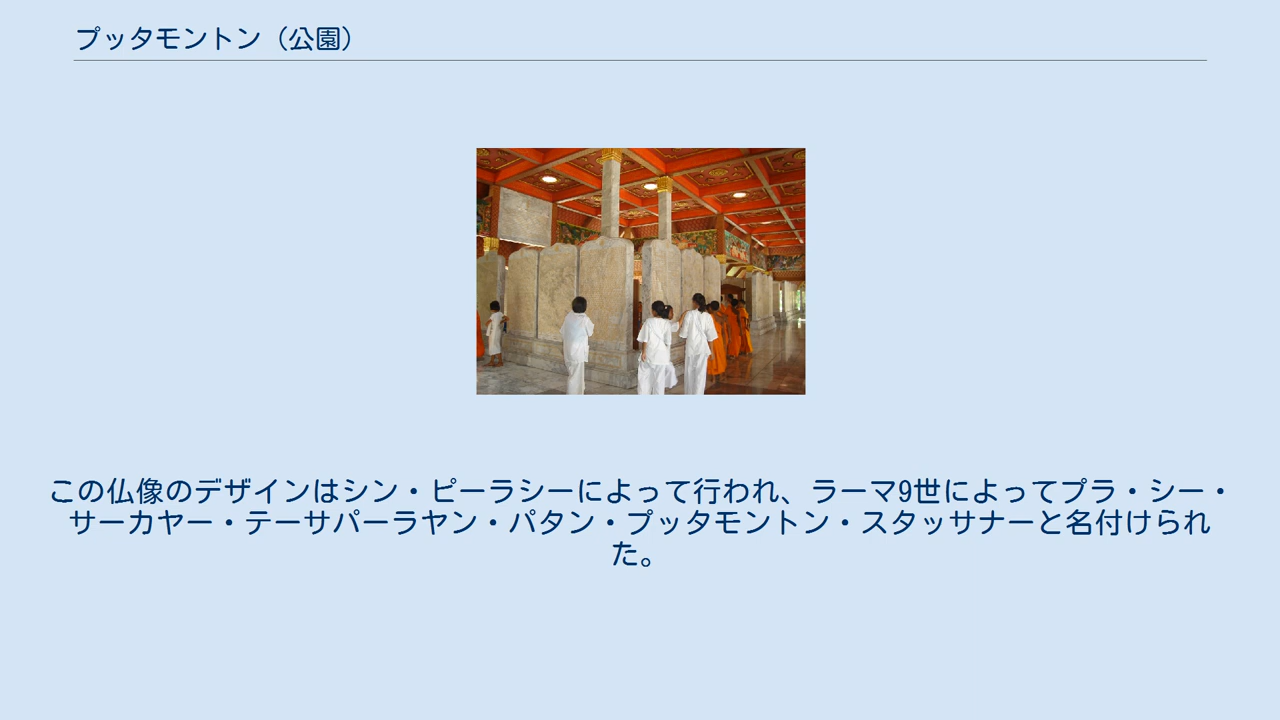 プッタモントン（公園）
この仏像のデザインはシン・ピーラシーによって行われ、ラーマ9世によってプラ・シー・
サーカヤー・テーサパーラヤン・パタン・プッタモントン・スタッサナーと名付けられ
た。